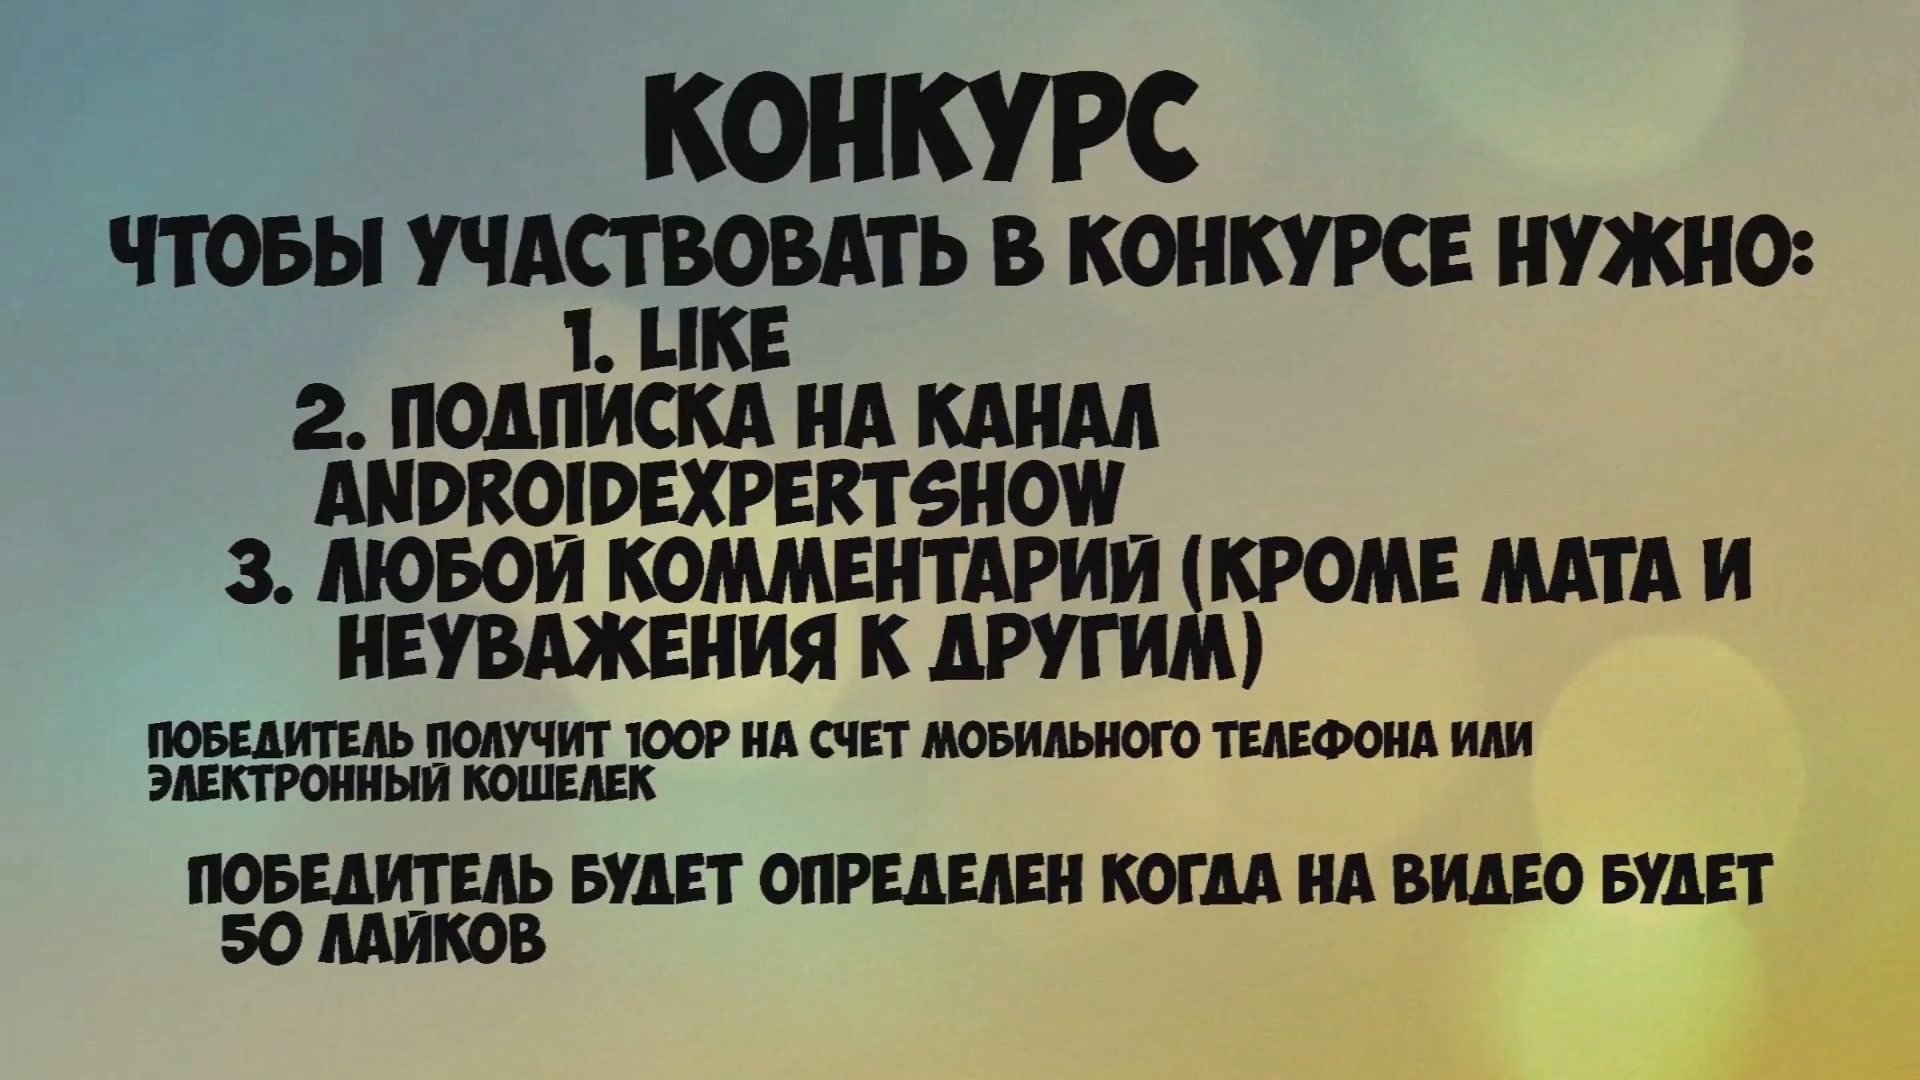 КОНКУРС
ЧТОБЫ УЧАСТВОВАТЬ В КОНКУРСЕ НУЖНО:
1. LIKE
2. ПОДПИСКА НА КАНАЛ
ANDROIDEXPERTSHOW
3. ЛЮБОЙ КОММЕНТАРИЙ (КРОМЕ МАТА И
НЕУВАЖЕНИЯ К ДРУГИМ)
ПОБЕДИТЕЛЬ ПОЛУЧИТ 100Р НА СЧЕТ МОБИЛЬНОГО ТЕЛЕФОНА ИЛИ
ЭЛЕКТРОННЫЙ КОШЕЛЕК
ПОБЕДИТЕЛЬ БУДЕТ ОПРЕДЕЛЕН КОГДА НА ВИДЕО БУДЕТ
50 ЛАЙКОВ